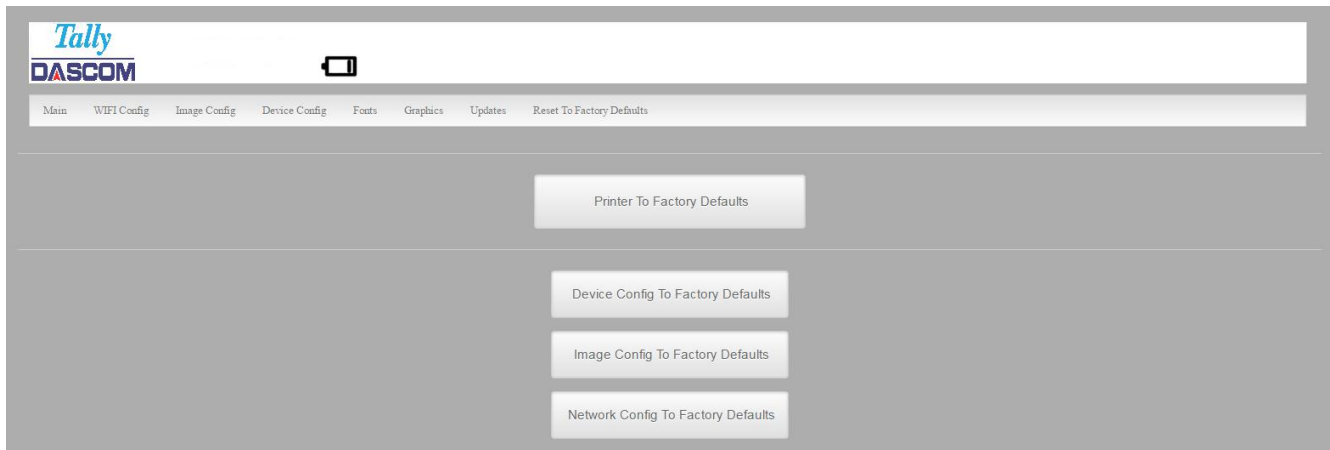 Tally
DASCOM
Main WIFI Config Image Config Device Config Fonts Graphics Updates Reset To Factory Defaults
Printer To Factory Defaults
Device Config To Factory Defaults
Image Config To Factory Defaults
Network Config To Factory Defaults